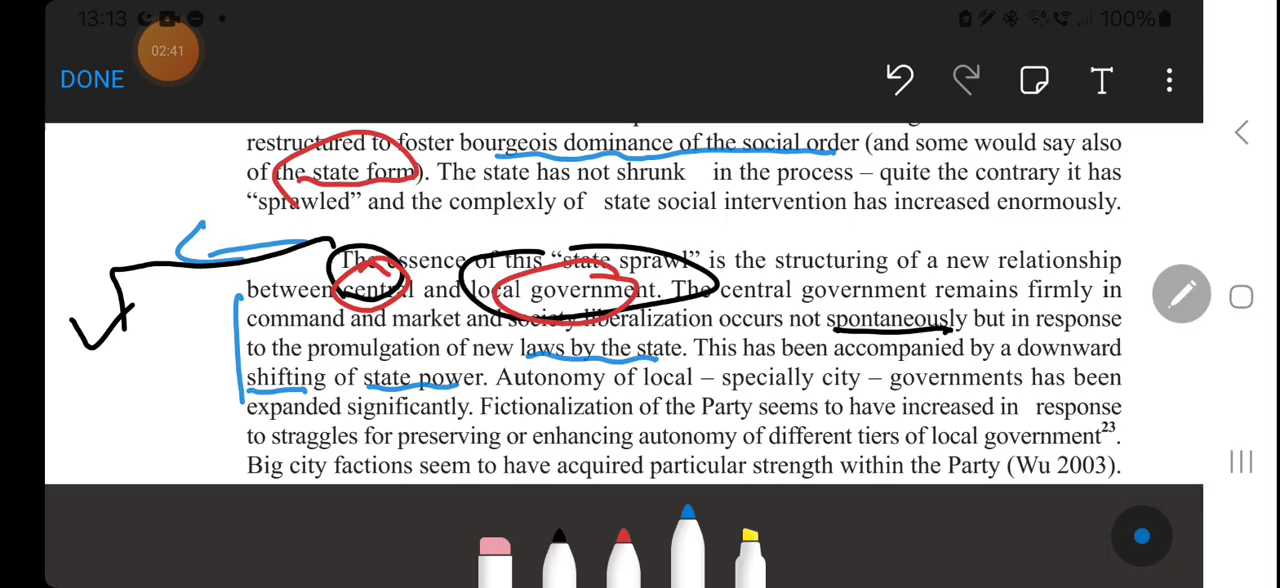 13:13
100%
02:41
DONE
T
restructured to foster bourgeois dominance of the social order (and some would say also
of the state form). The state has not shrunk in the process – quite the contrary it has
“sprawled” and the complexly of state social intervention has increased enormously.
The essence of this “state sprawl” is the structuring of a new relationship
between central and local government. The central government remains firmly in
command and market and society liberalization occurs not spontaneously but in response
to the promulgation of new laws by the state. This has been accompanied by a downward
shifting of state power. Autonomy of local – specially city – governments has been
expanded significantly. Fictionalization of the Party seems to have increased in response
to straggles for preserving or enhancing autonomy of different tiers of local government23.
Big city factions seem to have acquired particular strength within the Party (Wu 2003).